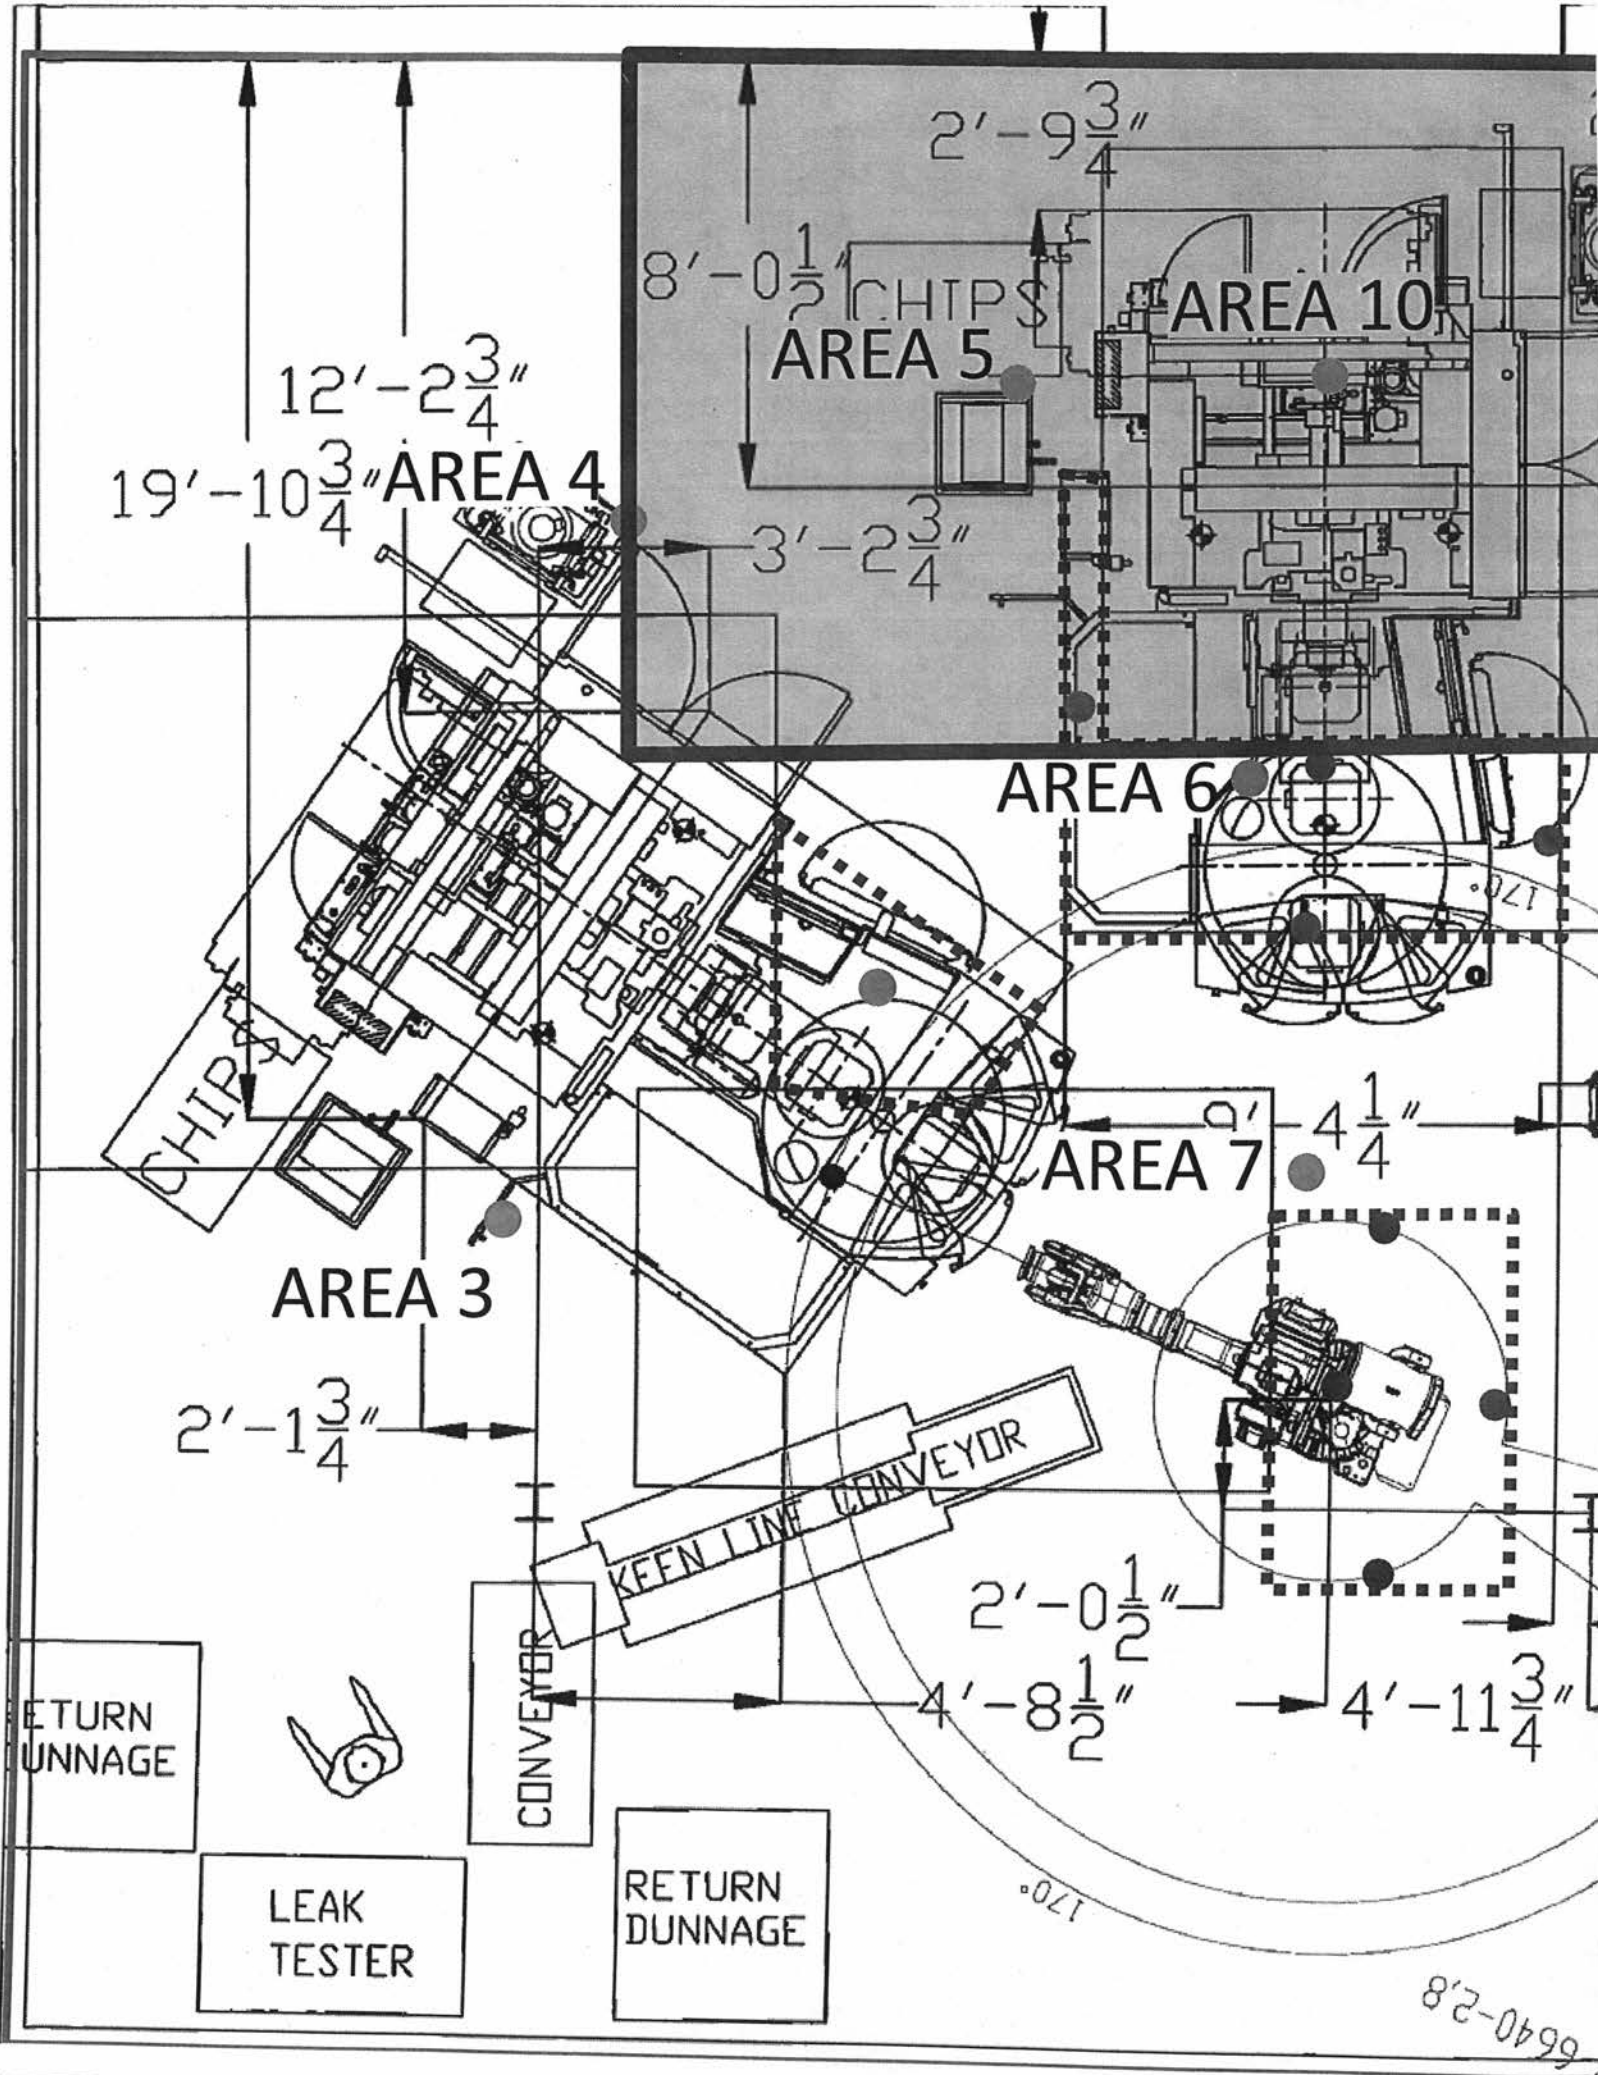 2'-9 3/4"
8'-0 1/2"
CHIPS
AREA 10
AREA 5
12'-2 3/4"
19'-10 3/4"
AREA 4
3'-2 3/4"
AREA 6
170°
CHIPS
9'-4 1/4"
AREA 7
AREA 3
2'-1 3/4"
KEEN LINE CONVEYOR
2'-0 1/2"
CONVEYOR
4'-8 1/2"
4'-11 3/4"
ETURN
UNNAGE
RETURN
DUNNAGE
LEAK
TESTER
170°
6640-2,8